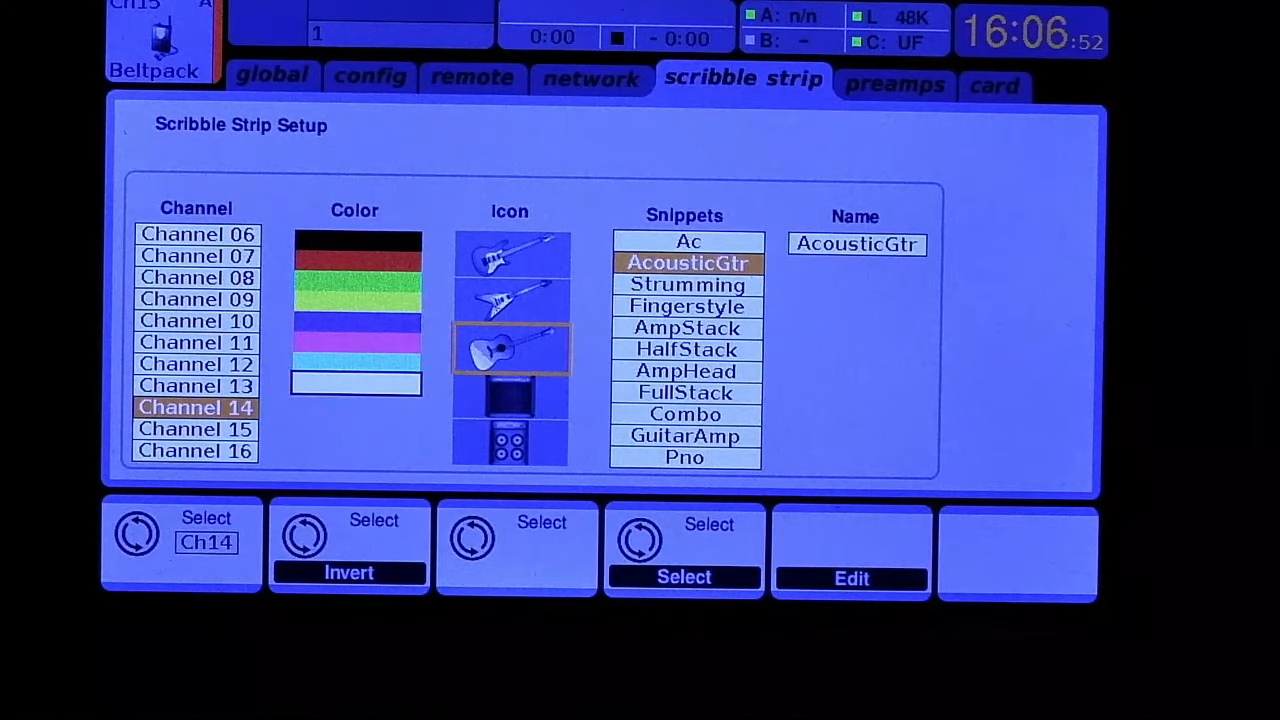 Ch15 A
Beltpack
1
0:00 - 0:00
A: n/n L 48K
B: - C: UF
16:06:52
global config remote network scribble strip preamps card
Scribble Strip Setup
Channel
Channel 06
Channel 07
Channel 08
Channel 09
Channel 10
Channel 11
Channel 12
Channel 13
Channel 14
Channel 15
Channel 16
Color
Icon
Snippets
Ac
AcousticGtr
Strumming
Fingerstyle
AmpStack
HalfStack
AmpHead
FullStack
Combo
GuitarAmp
Pno
Name
AcousticGtr
Select
Ch14
Select
Invert
Select
Select
Select
Edit